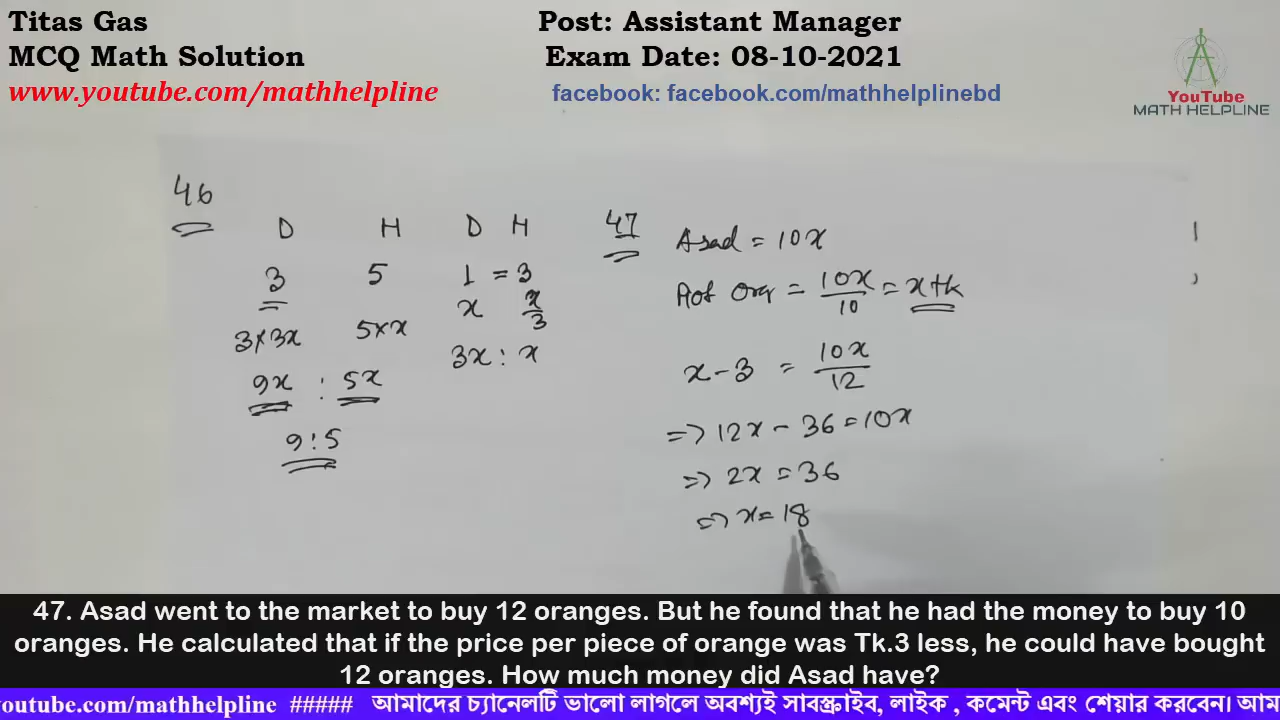 Titas Gas
Post: Assistant Manager
MCQ Math Solution
Exam Date: 08-10-2021
www.youtube.com/mathhelpline
facebook: facebook.com/mathhelplinebd
YouTube
MATH HELPLINE
46
D H D H
3 5 1 = 3
x x/3
3×3x 5×x
3x : x
9x : 5x
9:5
47
Asad = 10x
= 10x/10 = x tk
x - 3 = 10x/12
=> 12x - 36 = 10x
=> 2x = 36
=> x = 18
47. Asad went to the market to buy 12 oranges. But he found that he had the money to buy 10
oranges. He calculated that if the price per piece of orange was Tk.3 less, he could have bought
12 oranges. How much money did Asad have?
youtube.com/mathhelpline ##### আমাদের চ্যানেলটি ভালো লাগলে অবশ্যই সাবস্ক্রাইব, লাইক , কমেন্ট এবং শেয়ার করবেন। আম